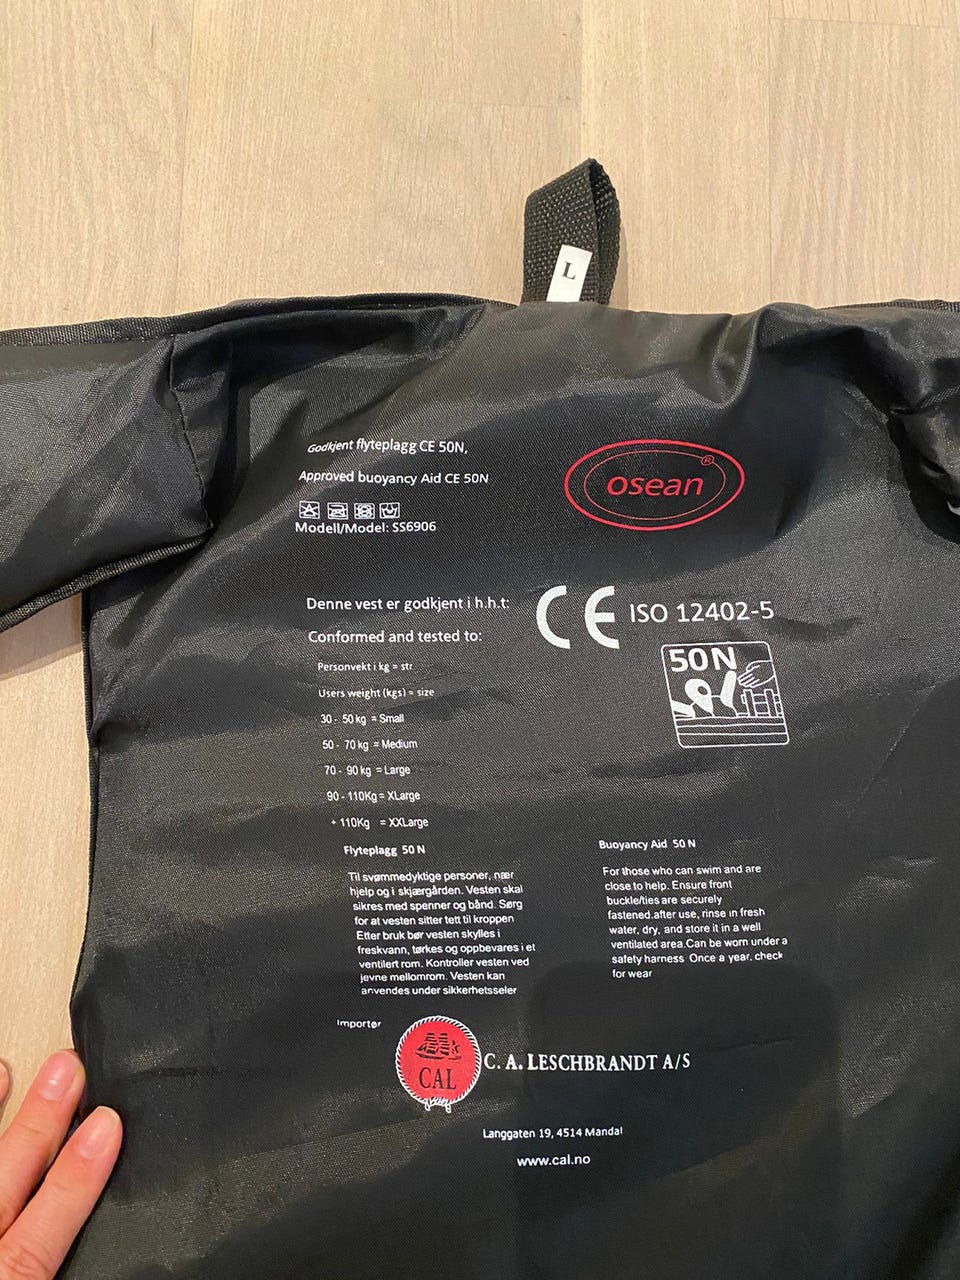 L
Godkjent flyteplagg CE 50N,
Approved buoyancy Aid CE 50N
Modell/Model: SS6906
osean®
Denne vest er godkjent i h.h.t:
Conformed and tested to:
CE ISO 12402-5
50N
Personvekt i kg = str
Users weight (kgs) = size
30 - 50 kg = Small
50 - 70 kg = Medium
70 - 90 kg = Large
90 - 110Kg = XLarge
+ 110Kg = XXLarge
Flyteplagg 50 N
Til svømmedyktige personer, nær
hjelp og i skjærgården. Vesten skal
sikres med spenner og bånd. Sørg
for at vesten sitter tett til kroppen
Etter bruk bør vesten skylles i
freskvann, tørkes og oppbevares i et
ventilert rom. Kontroller vesten ved
jevne mellomrom. Vesten kan
anvendes under sikkerhetsseler
Buoyancy Aid 50 N
For those who can swim and are
close to help. Ensure front
buckle/ties are securely
fastened.after use, rinse in fresh
water, dry, and store it in a well
ventilated area.Can be worn under a
safety harness Once a year, check
for wear
Importør
CAL
C. A. LESCHBRANDT A/S
Langgaten 19, 4514 Mandal
www.cal.no